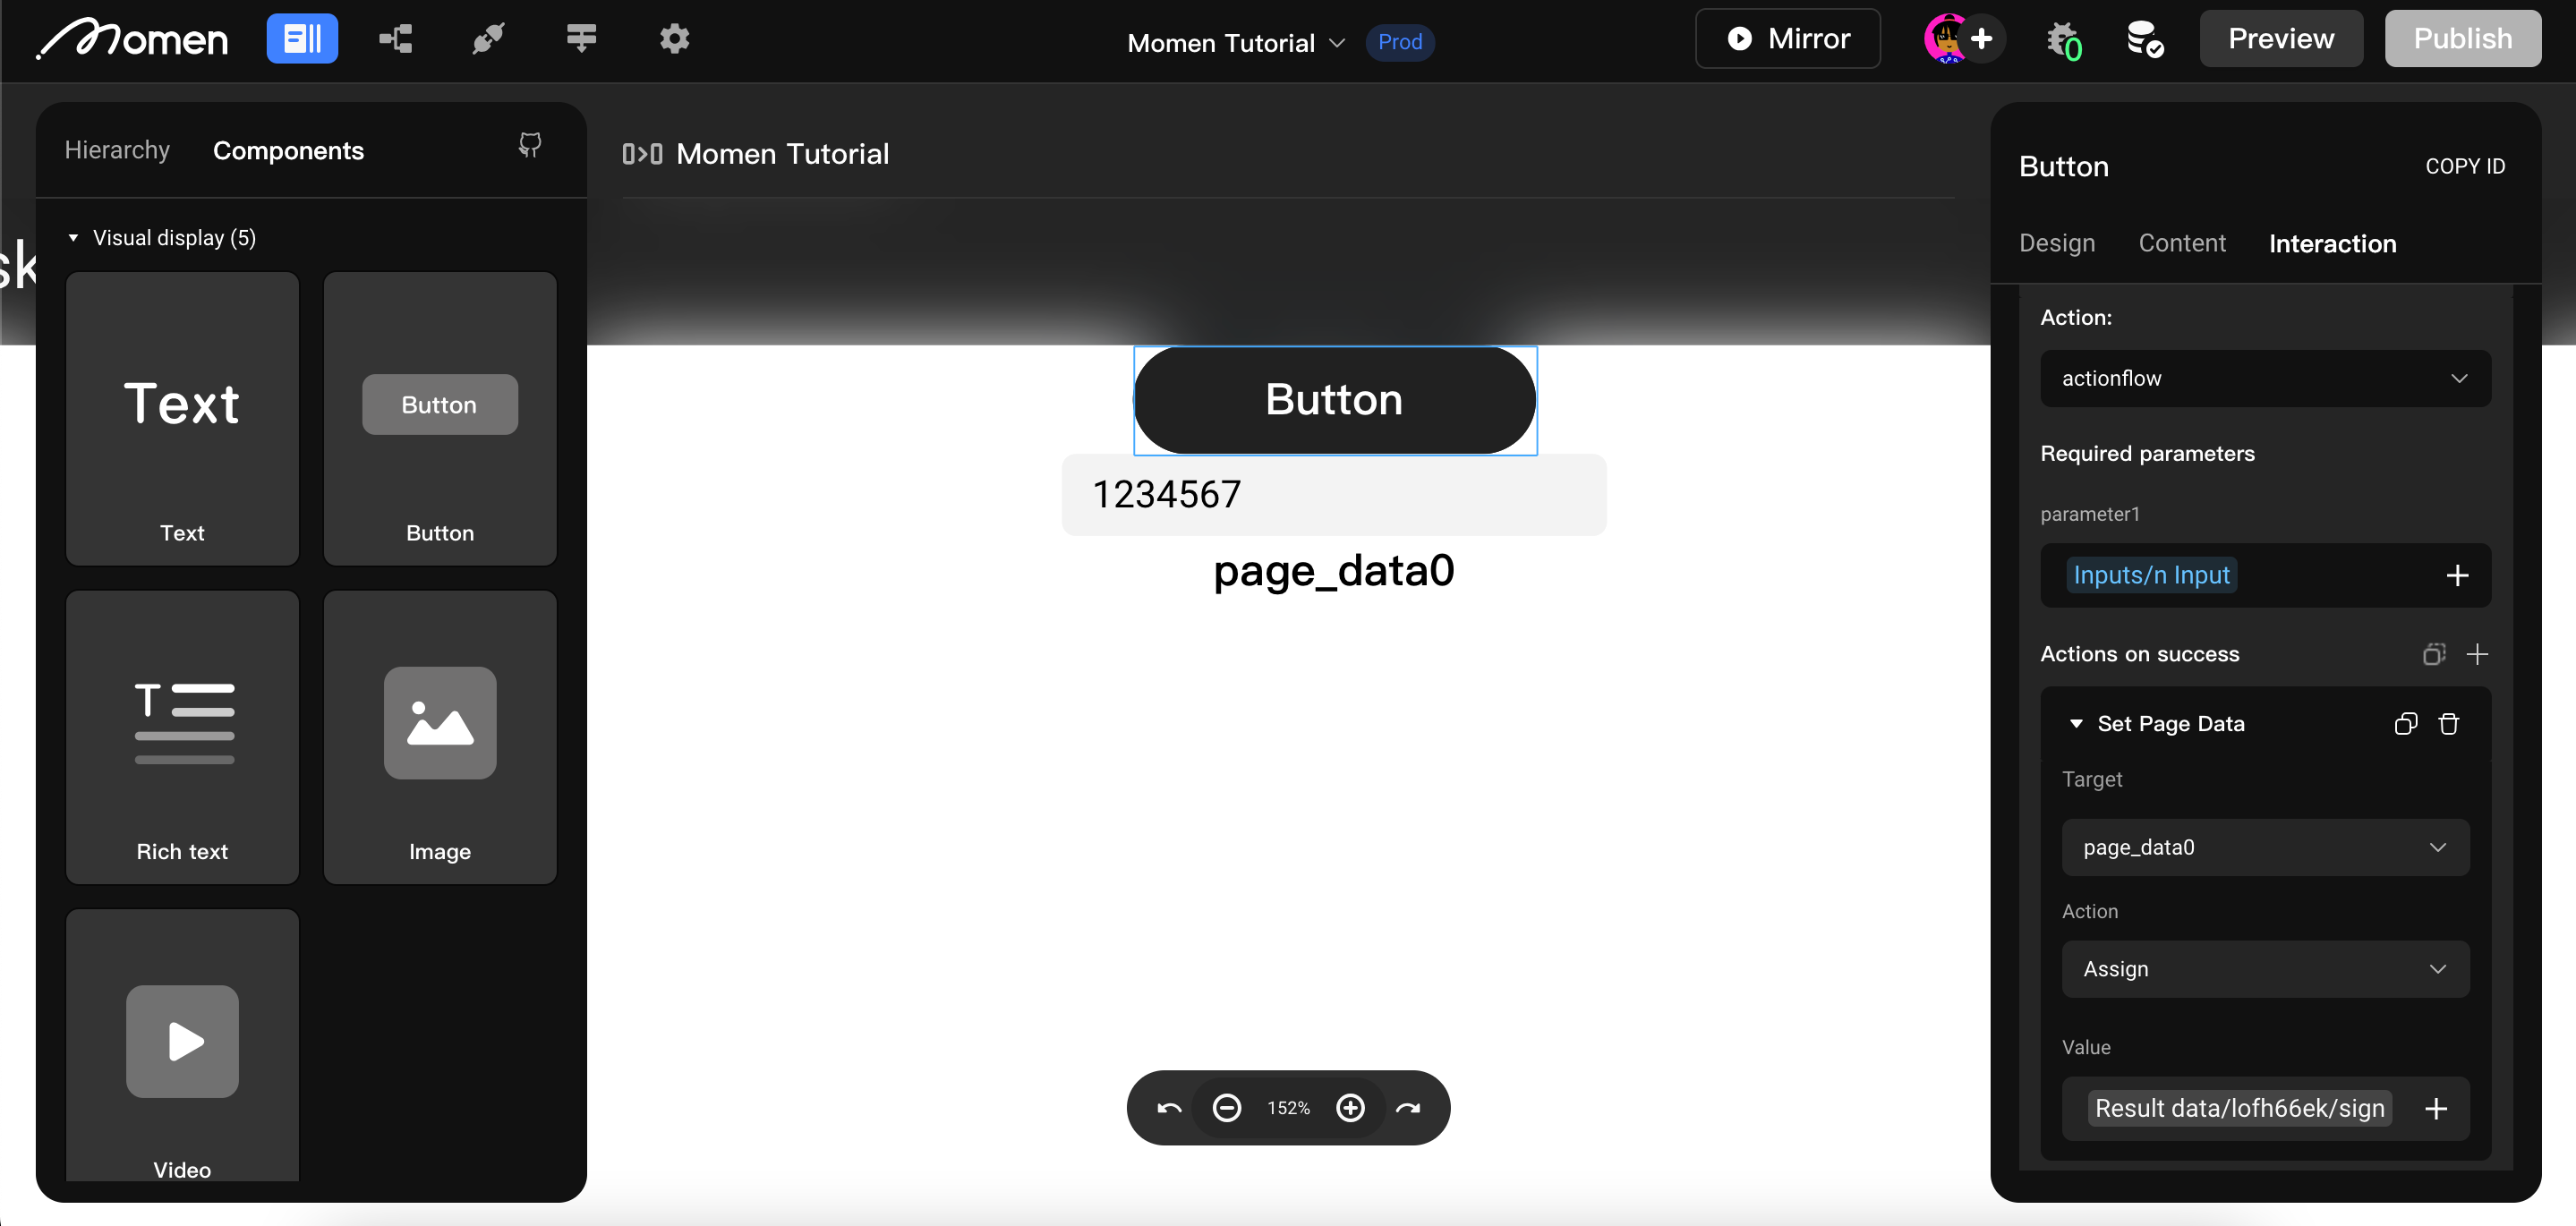 Momen
Momen Tutorial
Prod
Mirror
0
Preview
Publish
Hierarchy
Components
Visual display (5)
Text
Text
Button
Button
T
Rich text
Image
Video
sk
Momen Tutorial
Button
1234567
page_data0
152%
Button
COPY ID
Design
Content
Interaction
Action:
actionflow
Required parameters
parameter1
Inputs/n Input
Actions on success
Set Page Data
Target
page_data0
Action
Assign
Value
Result data/lofh66ek/sign